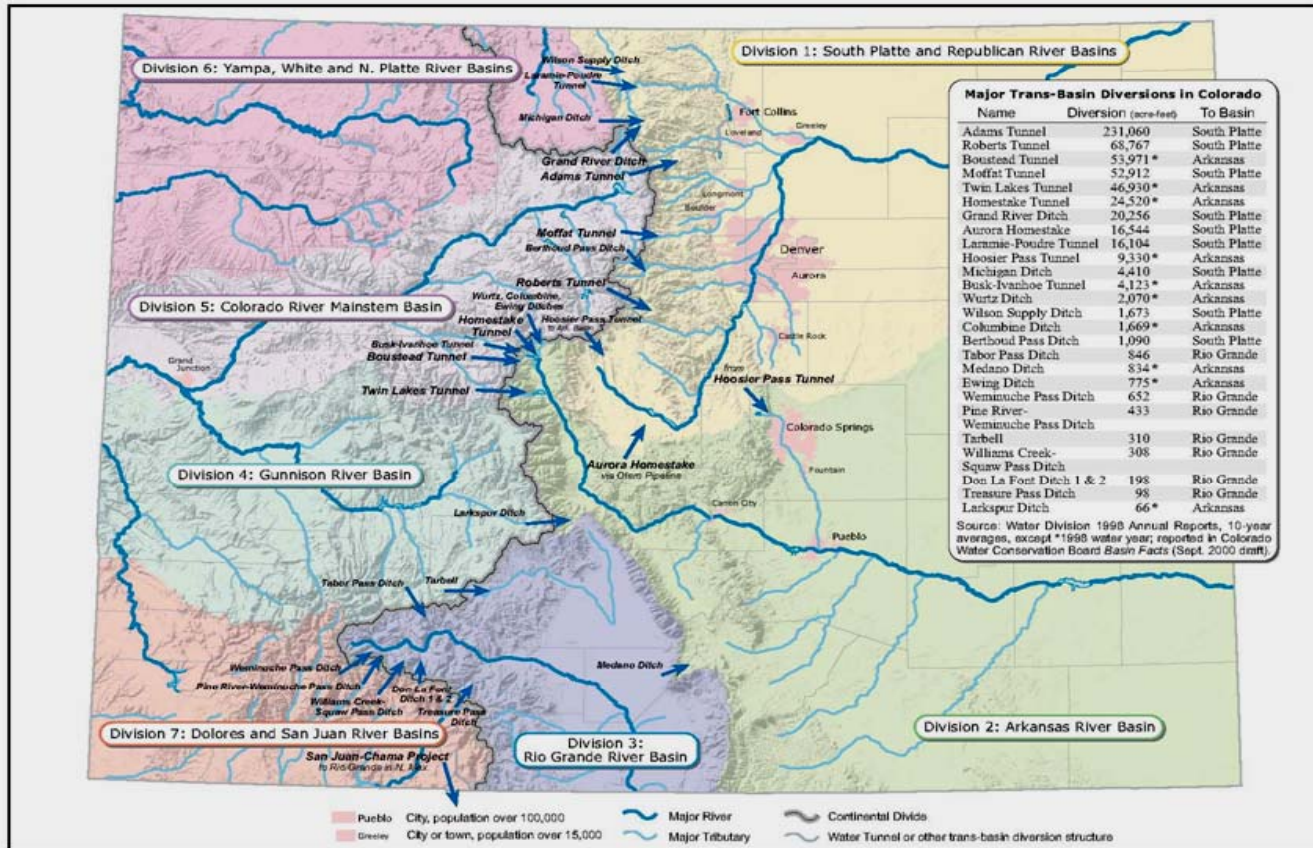 Division 6: Yampa, White and N. Platte River Basins
Division 1: South Platte and Republican River Basins
Wilson Supply Ditch
Laramie-Poudre
Tunnel
Michigan Ditch
Fort Collins
Loveland
Greeley
Grand River Ditch
Adams Tunnel
Longmont
Boulder
Moffat Tunnel
Berthoud Pass Ditch
Denver
Aurora
Roberts Tunnel
Division 5: Colorado River Mainstem Basin
Wurtz, Columbine,
Ewing Ditches
Hoosier Pass Tunnel
to Ark. Basin
Homestake
Tunnel
Busk-Ivanhoe Tunnel
Boustead Tunnel
Castle Rock
Grand
Junction
Twin Lakes Tunnel
from
Hoosier Pass Tunnel
Colorado Springs
Aurora Homestake
via Otero Pipeline
Division 4: Gunnison River Basin
Fountain
Canon City
Larkspur Ditch
Pueblo
Tabor Pass Ditch
Tarbell
Weminuche Pass Ditch
Pine River-Weminuche Pass Ditch
Williams Creek-
Squaw Pass Ditch
Don La Font
Ditch 1 & 2
Treasure Pass
Ditch
Medano Ditch
Division 7: Dolores and San Juan River Basins
San Juan-Chama Project
to Rio Grande in N. Mex.
Division 3:
Rio Grande River Basin
Division 2: Arkansas River Basin
Major Trans-Basin Diversions in Colorado
Name Diversion (acre-feet) To Basin
Adams Tunnel 231,060 South Platte
Roberts Tunnel 68,767 South Platte
Boustead Tunnel 53,971* Arkansas
Moffat Tunnel 52,912 South Platte
Twin Lakes Tunnel 46,930* Arkansas
Homestake Tunnel 24,520* Arkansas
Grand River Ditch 20,256 South Platte
Aurora Homestake 16,544 South Platte
Laramie-Poudre Tunnel 16,104 South Platte
Hoosier Pass Tunnel 9,330* Arkansas
Michigan Ditch 4,410 South Platte
Busk-Ivanhoe Tunnel 4,123* Arkansas
Wurtz Ditch 2,070* Arkansas
Wilson Supply Ditch 1,673 South Platte
Columbine Ditch 1,669* Arkansas
Berthoud Pass Ditch 1,090 South Platte
Tabor Pass Ditch 846 Rio Grande
Medano Ditch 834* Arkansas
Ewing Ditch 775* Arkansas
Weminuche Pass Ditch 652 Rio Grande
Pine River- 433 Rio Grande
Weminuche Pass Ditch
Tarbell 310 Rio Grande
Williams Creek- 308 Rio Grande
Squaw Pass Ditch
Don La Font Ditch 1 & 2 198 Rio Grande
Treasure Pass Ditch 98 Rio Grande
Larkspur Ditch 66* Arkansas
Source: Water Division 1998 Annual Reports, 10-year
averages, except *1998 water year; reported in Colorado
Water Conservation Board Basin Facts (Sept. 2000 draft).
Pueblo City, population over 100,000
Greeley City or town, population over 15,000
Major River
Major Tributary
Continental Divide
Water Tunnel or other trans-basin diversion structure